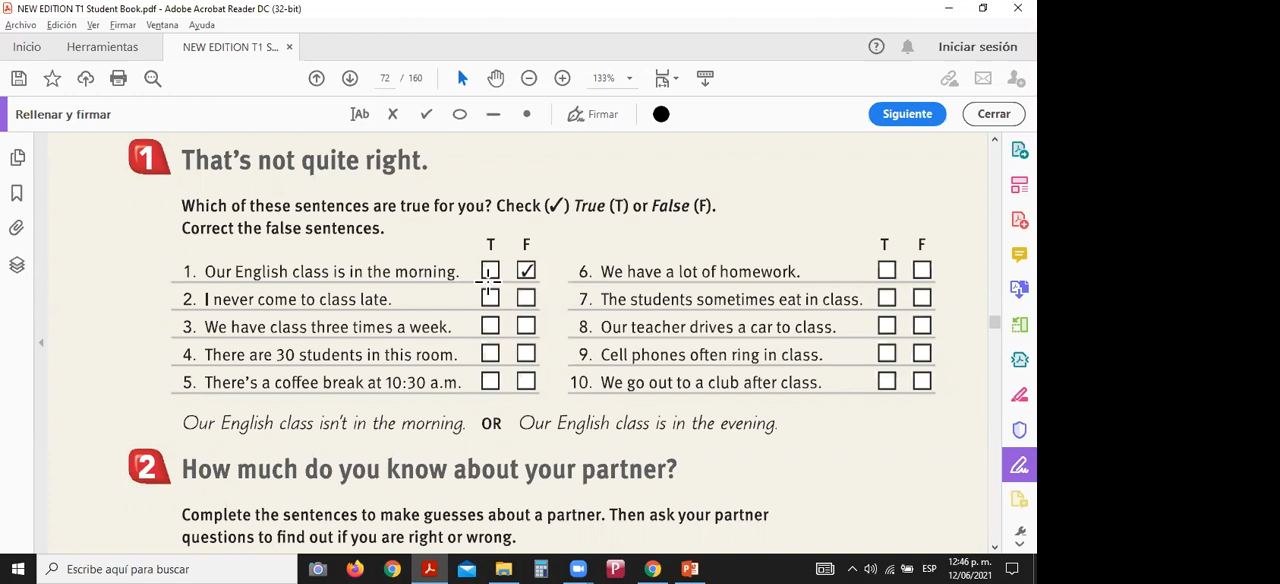 NEW EDITION T1 Student Book.pdf - Adobe Acrobat Reader DC (32-bit)
Archivo Edición Ver Firmar Ventana Ayuda
Inicio Herramientas NEW EDITION T1 S... × Iniciar sesión
72 / 160 133%
Rellenar y firmar Ab Firmar Siguiente Cerrar
1 That's not quite right.
Which of these sentences are true for you? Check (✓) True (T) or False (F).
Correct the false sentences.
T F T F
1. Our English class is in the morning. ✓ 6. We have a lot of homework.
2. I never come to class late. 7. The students sometimes eat in class.
3. We have class three times a week. 8. Our teacher drives a car to class.
4. There are 30 students in this room. 9. Cell phones often ring in class.
5. There's a coffee break at 10:30 a.m. 10. We go out to a club after class.
Our English class isn't in the morning. OR Our English class is in the evening.
2 How much do you know about your partner?
Complete the sentences to make guesses about a partner. Then ask your partner
questions to find out if you are right or wrong.
Escribe aquí para buscar ESP 12:46 p. m.
12/06/2021